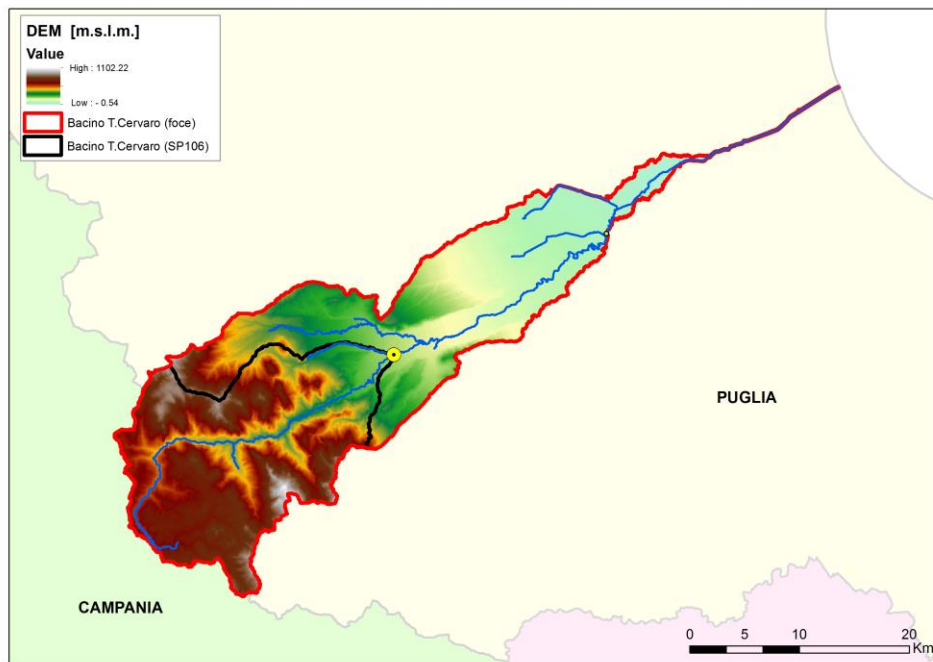 DEM [m.s.l.m.]
Value
High : 1102.22
Low : - 0.54
Bacino T.Cervaro (foce)
Bacino T.Cervaro (SP106)
PUGLIA
CAMPANIA
0 5 10 20
Km